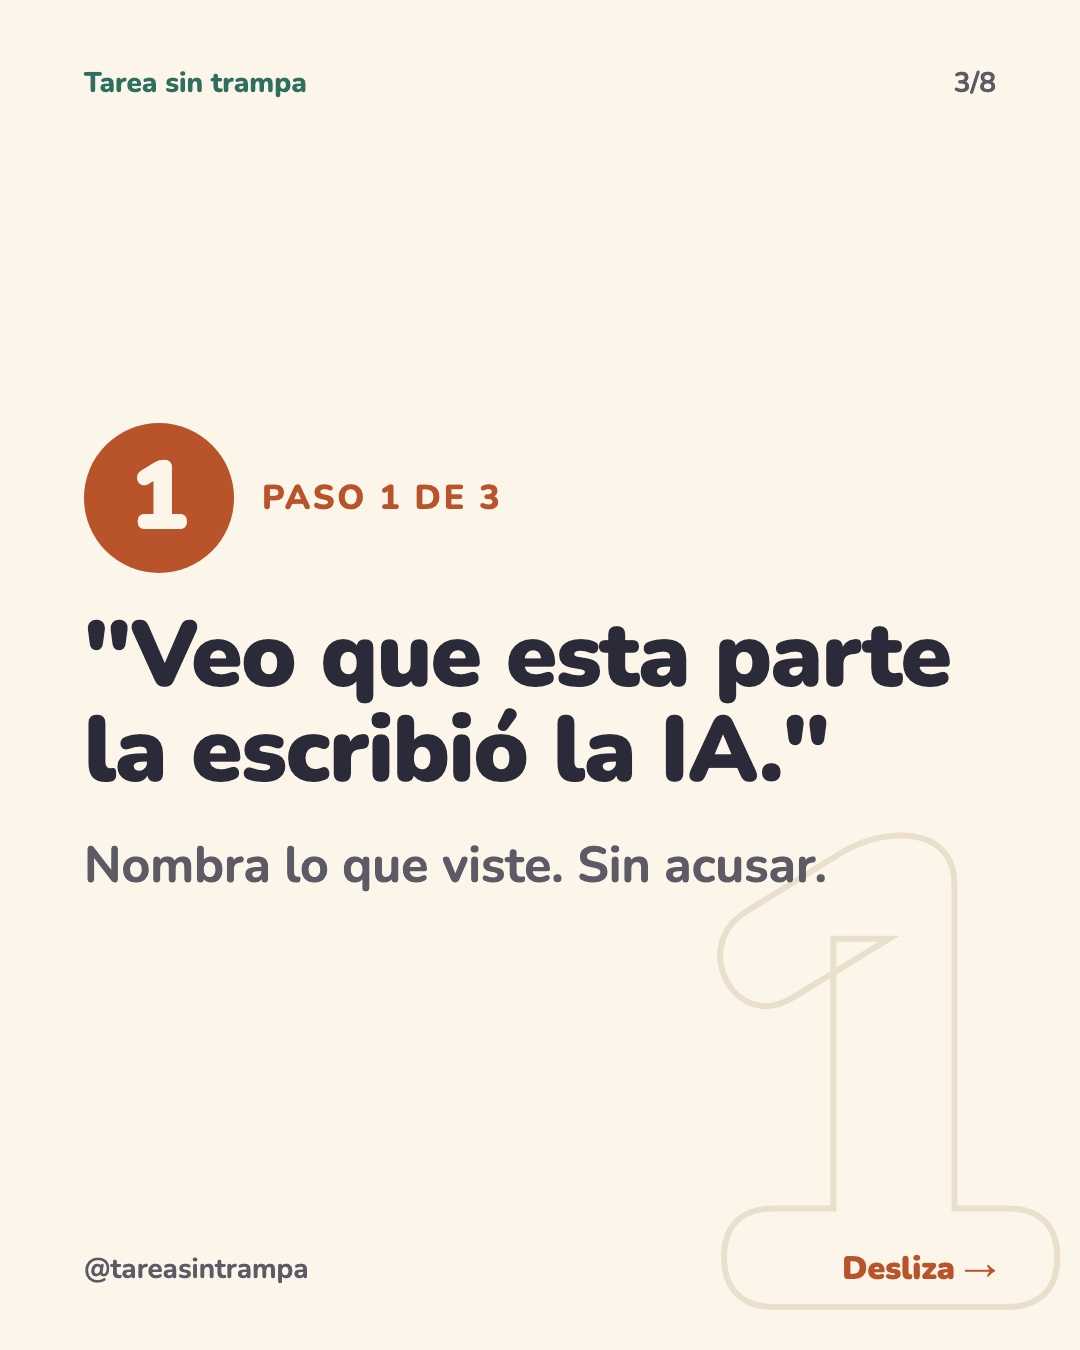 Tarea sin trampa
3/8
1
PASO 1 DE 3
"Veo que esta parte
la escribió la IA."
Nombra lo que viste. Sin acusar.
1
@tareasintrampa
Desliza →